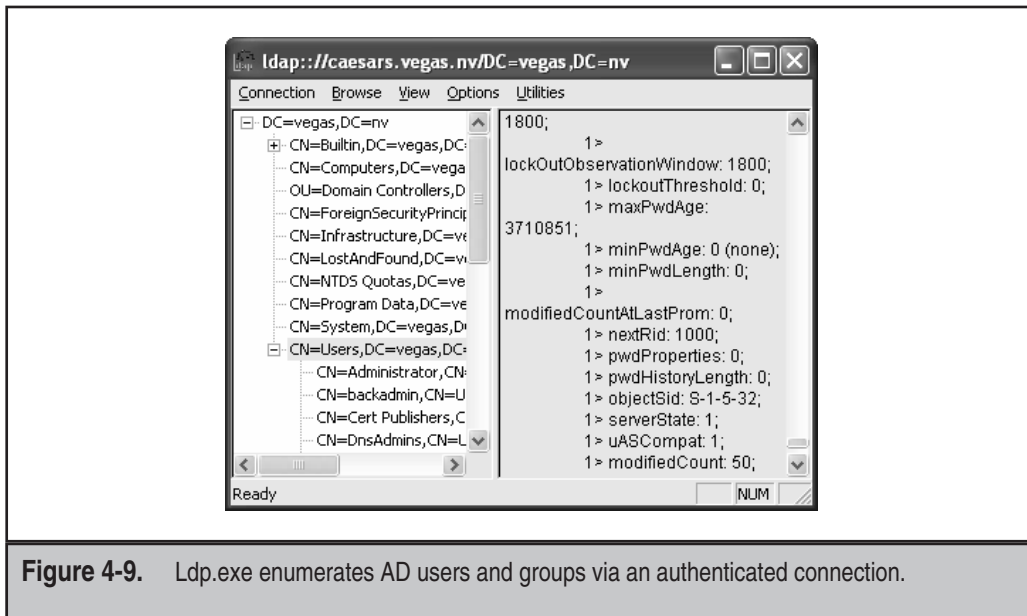 ldap:://caesars.vegas.nv/DC=vegas,DC=nv
Connection Browse View Options Utilities
DC=vegas,DC=nv
CN=Builtin,DC=vegas,DC
CN=Computers,DC=vega
OU=Domain Controllers,D
CN=ForeignSecurityPrincip
CN=Infrastructure,DC=ve
CN=LostAndFound,DC=v
CN=NTDS Quotas,DC=ve
CN=Program Data,DC=ve
CN=System,DC=vegas,D
CN=Users,DC=vegas,DC=
CN=Administrator,CN
CN=backadmin,CN=U
CN=Cert Publishers,C
CN=DnsAdmins,CN=L
1800;
1>
lockOutObservationWindow: 1800;
1> lockoutThreshold: 0;
1> maxPwdAge:
3710851;
1> minPwdAge: 0 (none);
1> minPwdLength: 0;
1>
modifiedCountAtLastProm: 0;
1> nextRid: 1000;
1> pwdProperties: 0;
1> pwdHistoryLength: 0;
1> objectSid: S-1-5-32;
1> serverState: 1;
1> uASCompat: 1;
1> modifiedCount: 50;
Ready
NUM
Figure 4-9. Ldp.exe enumerates AD users and groups via an authenticated connection.